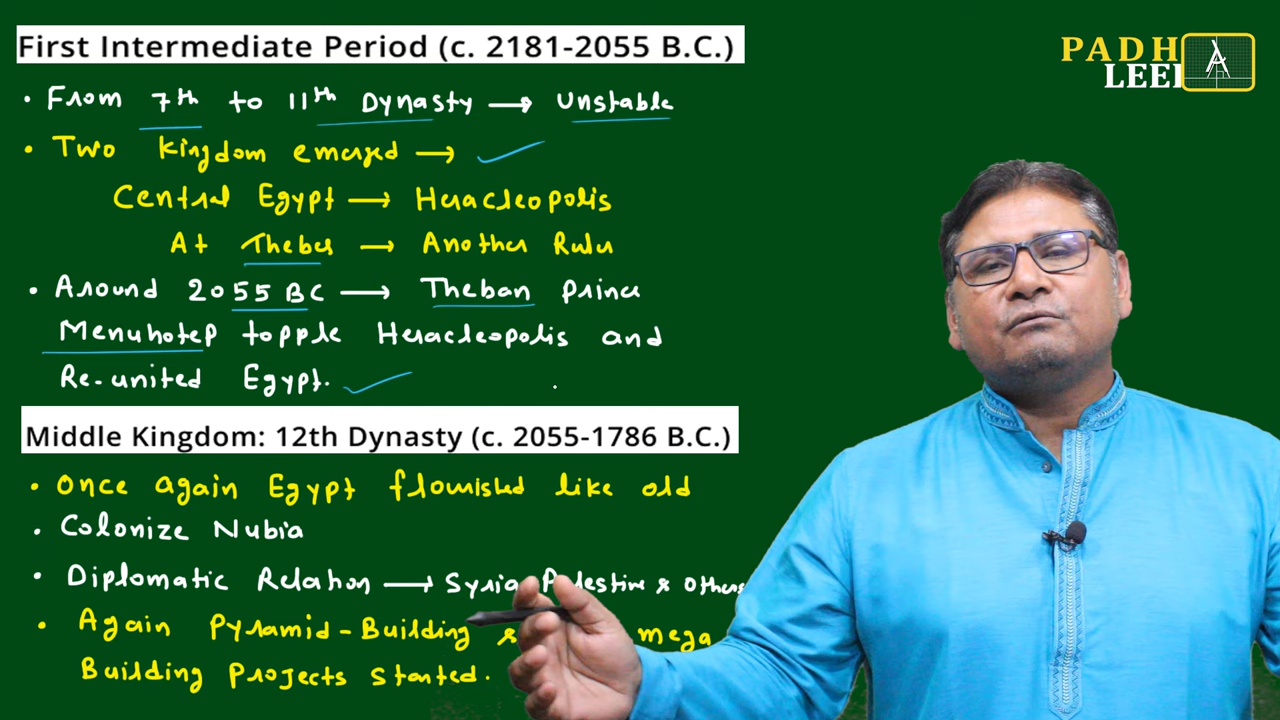 First Intermediate Period (c. 2181-2055 B.C.)
PADH
LEE
• From 7th to 11th Dynasty → Unstable
• Two Kingdom emerged →
Central Egypt → Heracleopolis
At Thebes → Another Ruler
• Around 2055 BC → Theban Prince
Menuhotep topple Heracleopolis and
Re-united Egypt.
Middle Kingdom: 12th Dynasty (c. 2055-1786 B.C.)
• Once again Egypt flourished like old
• Colonize Nubia
• Diplomatic Relation → Syria Palestine & Others
• Again Pyramid-Building & mega
Building Projects Started.